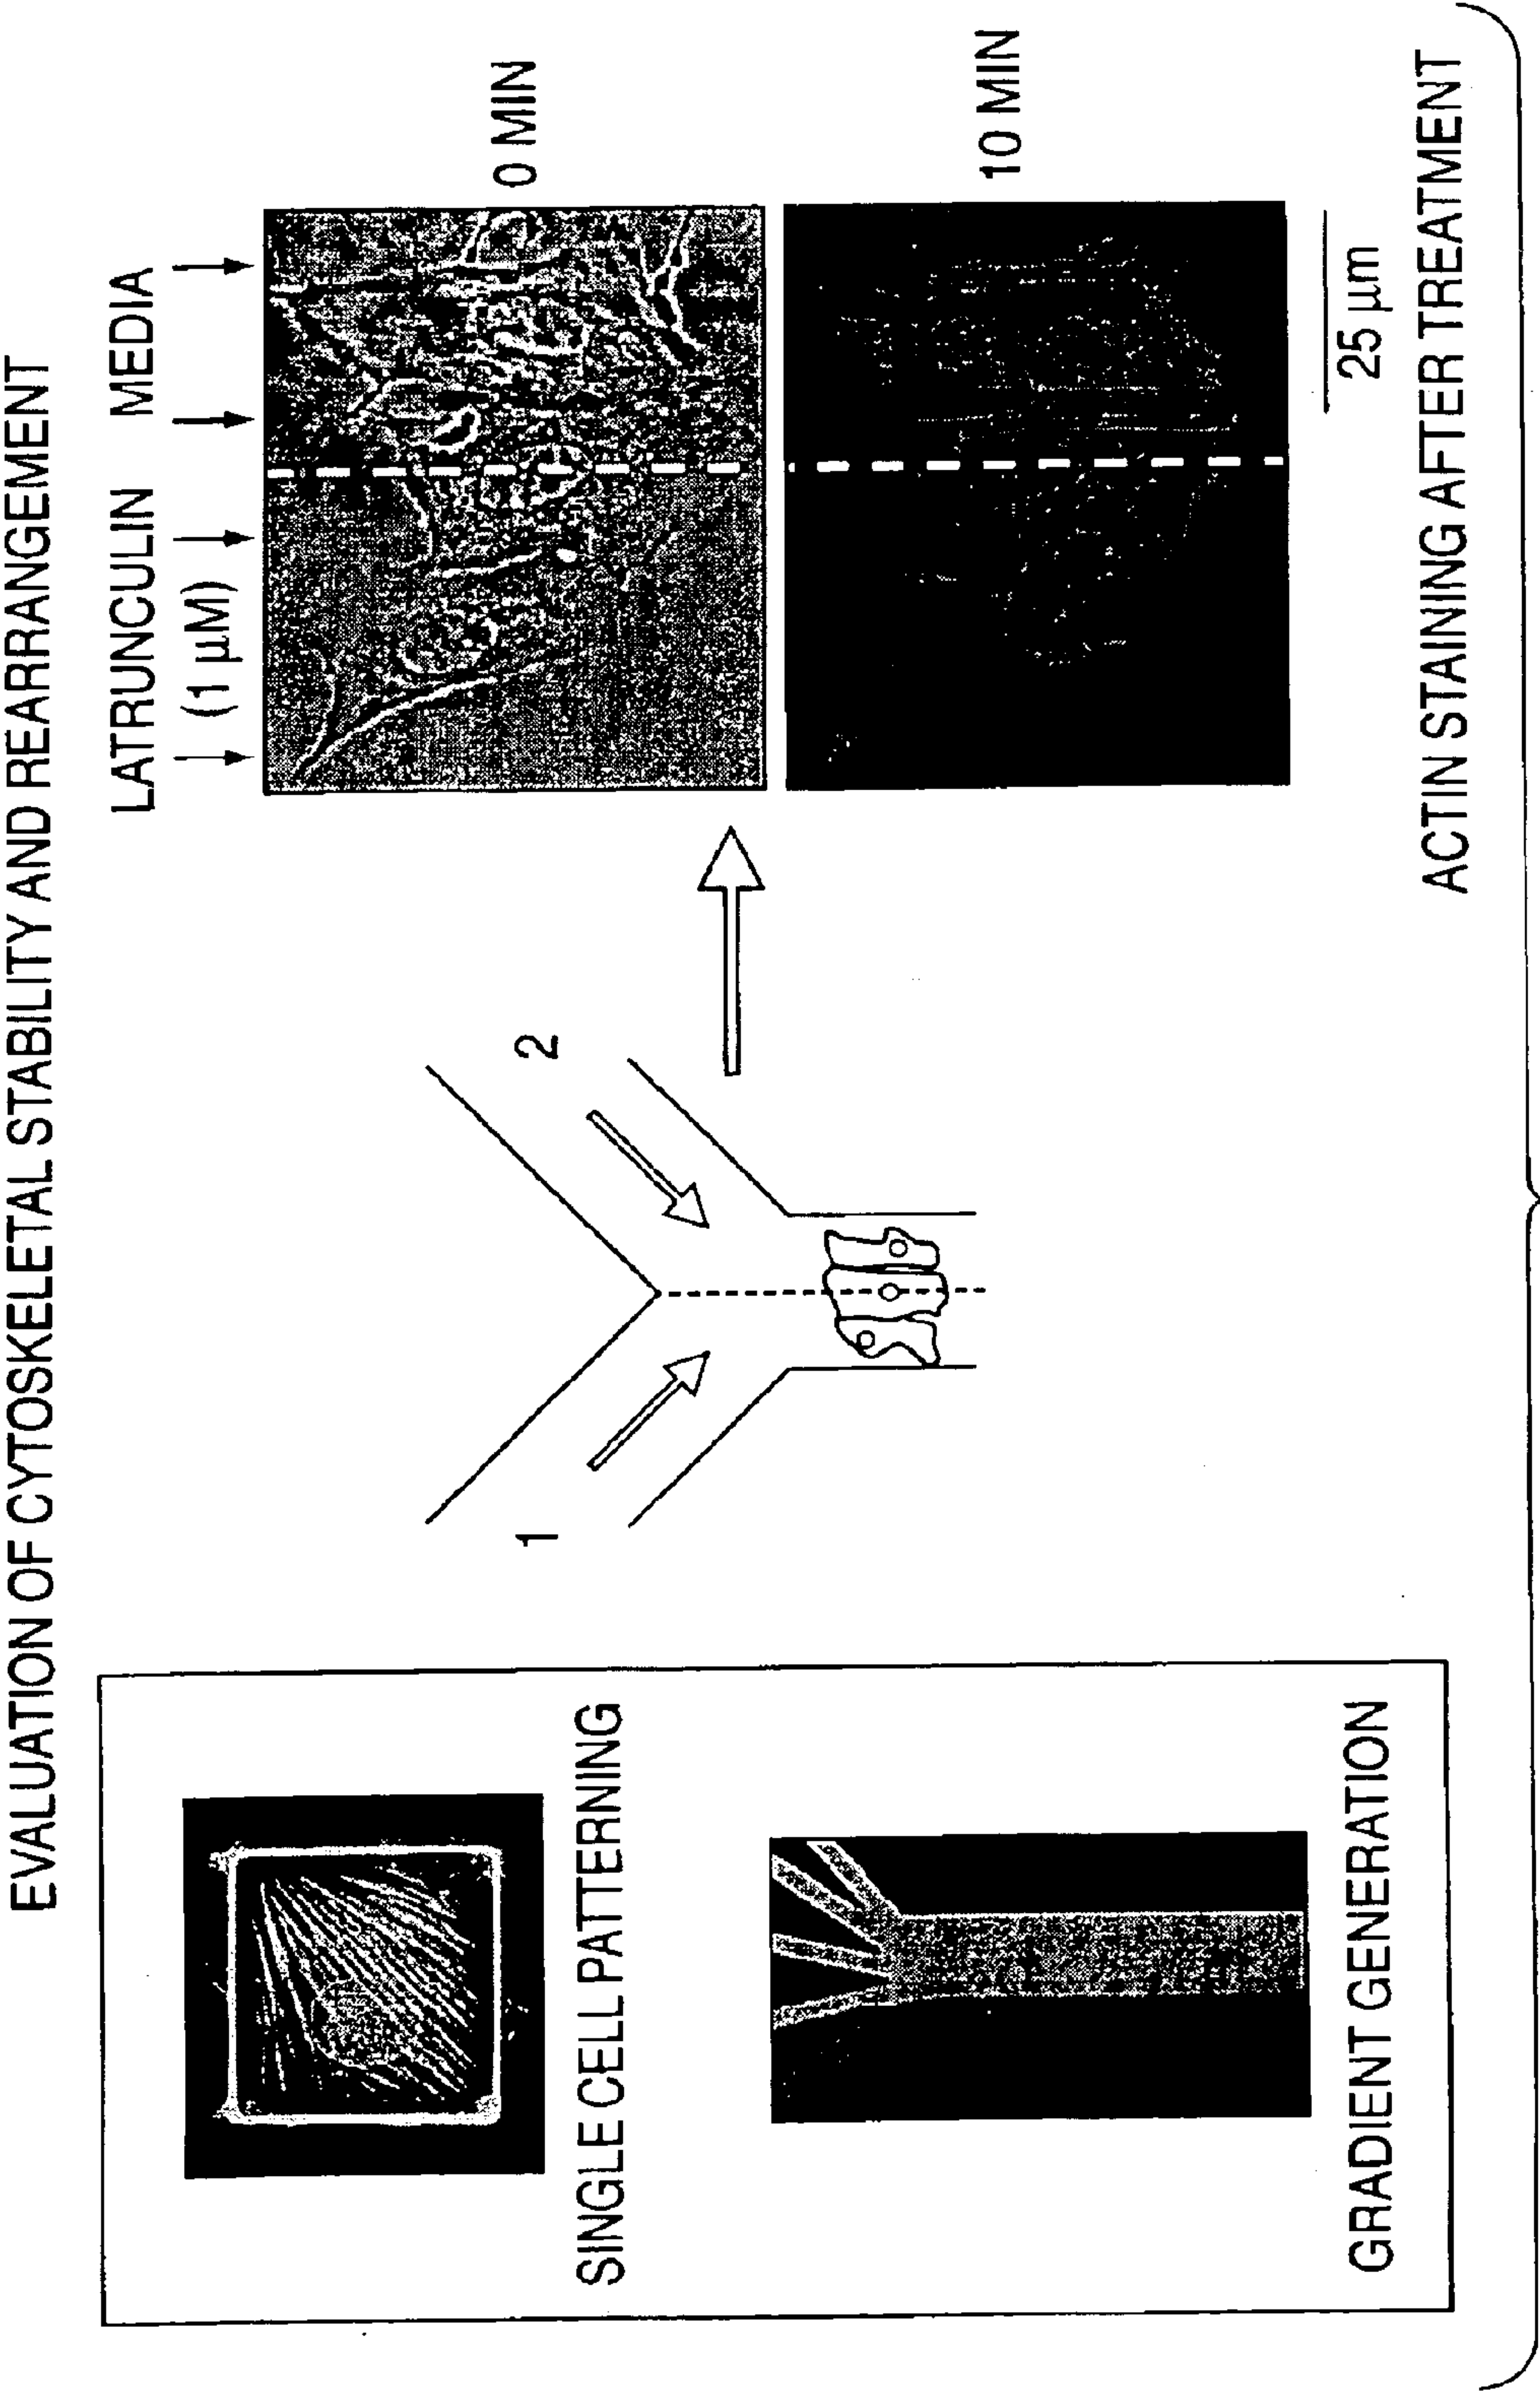 EVALUATION OF CYTOSKELETAL STABILITY AND REARRANGEMENT
SINGLE CELL PATTERNING
GRADIENT GENERATION
1
2
LATRUNCULIN MEDIA
(1 µM)
0 MIN
10 MIN
25 µm
ACTIN STAINING AFTER TREATMENT